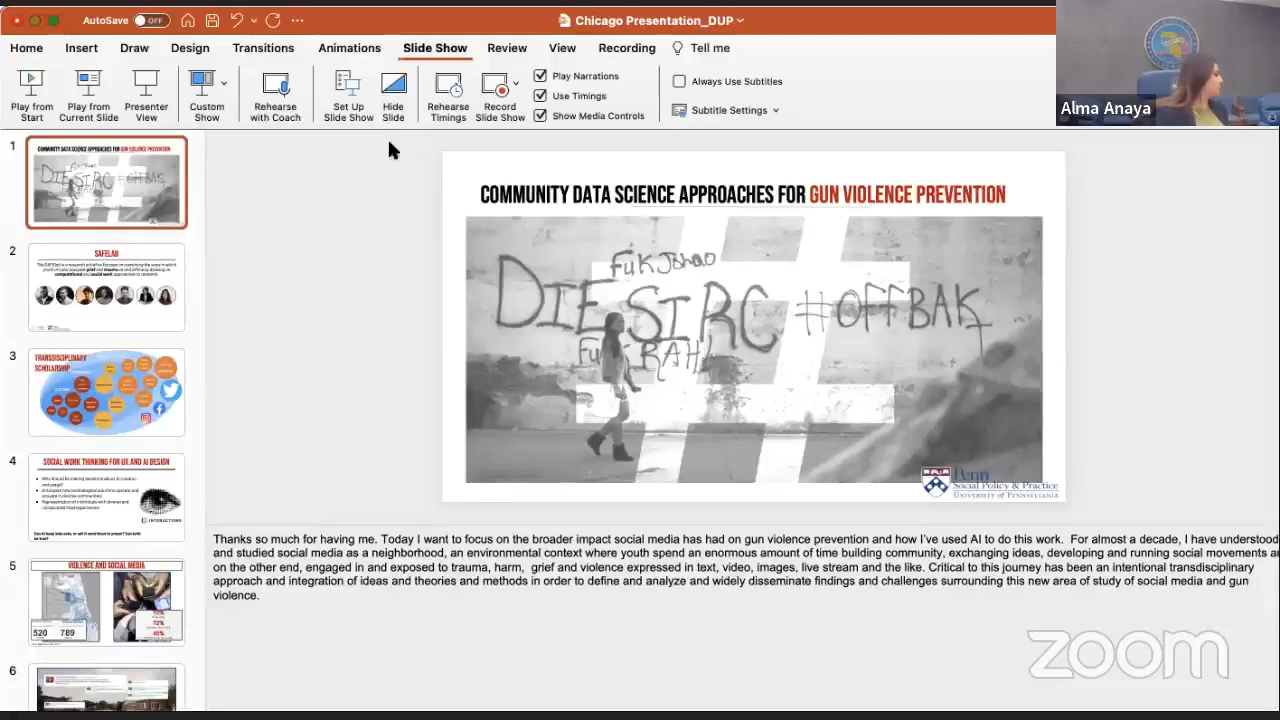 AutoSave OFF
Chicago Presentation_DUP
Home Insert Draw Design Transitions Animations Slide Show Review View Recording Tell me
Play from Start
Play from Current Slide
Presenter View
Custom Show
Rehearse with Coach
Set Up Slide Show
Hide Slide
Rehearse Timings
Record Slide Show
Play Narrations
Use Timings
Show Media Controls
Always Use Subtitles
Subtitle Settings
Alma Anaya
1
COMMUNITY DATA SCIENCE APPROACHES FOR GUN VIOLENCE PREVENTION
2
SAFELAB
3
TRANSDISCIPLINARY
SCHOLARSHIP
4
SOCIAL WORK THINKING FOR UX AND AI DESIGN
INTERACTIONS
5
VIOLENCE AND SOCIAL MEDIA
520 789
72%
45%
6
COMMUNITY DATA SCIENCE APPROACHES FOR GUN VIOLENCE PREVENTION
DIE SIRC #OFFBAK
Penn
Social Policy & Practice
UNIVERSITY OF PENNSYLVANIA
Thanks so much for having me. Today I want to focus on the broader impact social media has had on gun violence prevention and how I've used AI to do this work. For almost a decade, I have understood
and studied social media as a neighborhood, an environmental context where youth spend an enormous amount of time building community, exchanging ideas, developing and running social movements
on the other end, engaged in and exposed to trauma, harm, grief and violence expressed in text, video, images, live stream and the like. Critical to this journey has been an intentional transdisciplinary
approach and integration of ideas and theories and methods in order to define and analyze and widely disseminate findings and challenges surrounding this new area of study of social media and gun
violence.
zoom